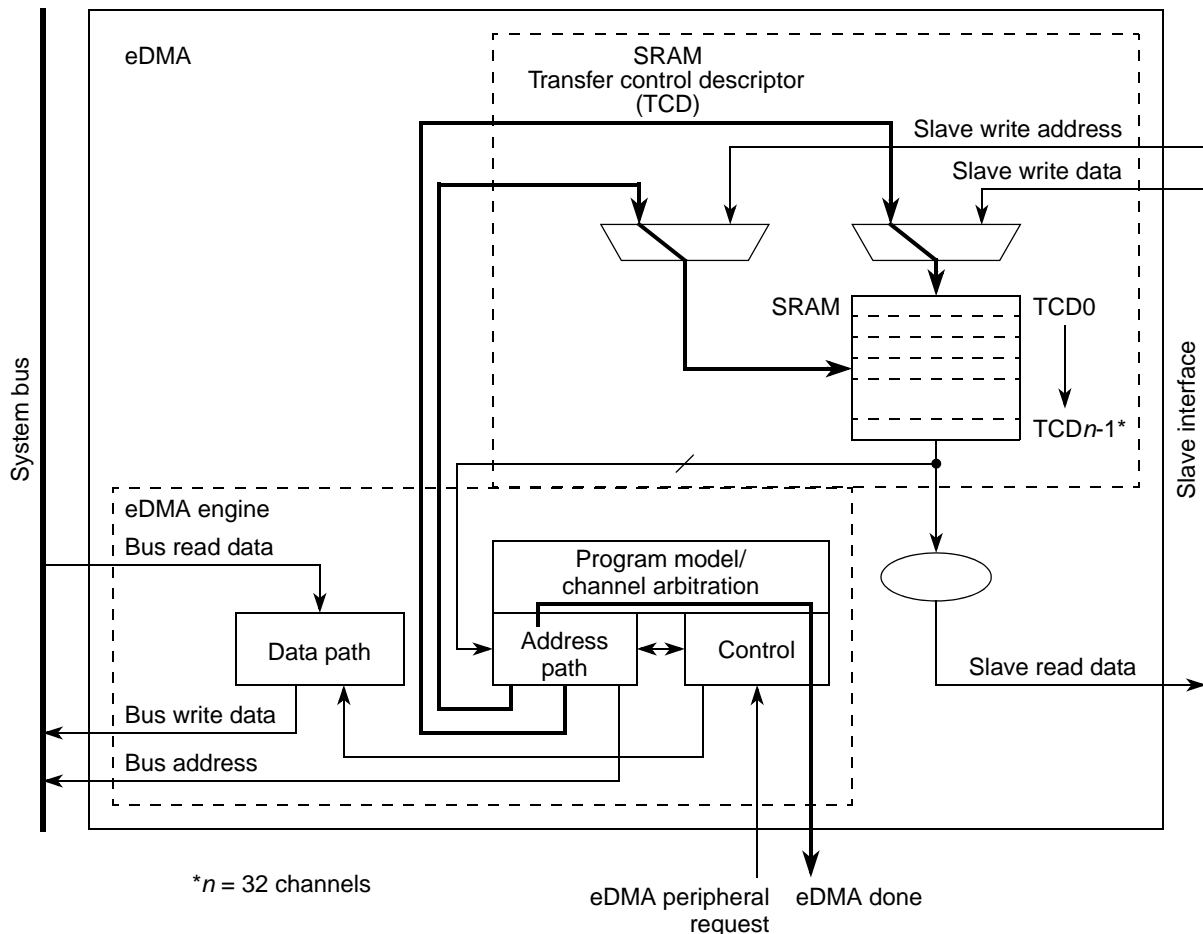 eDMA
SRAM
Transfer control descriptor
(TCD)
Slave write address
Slave write data
SRAM
TCD0
TCDn-1*
System bus
Slave interface
eDMA engine
Bus read data
Program model/
channel arbitration
Data path
Address
path
Control
Slave read data
Bus write data
Bus address
*n = 32 channels
eDMA peripheral
request
eDMA done